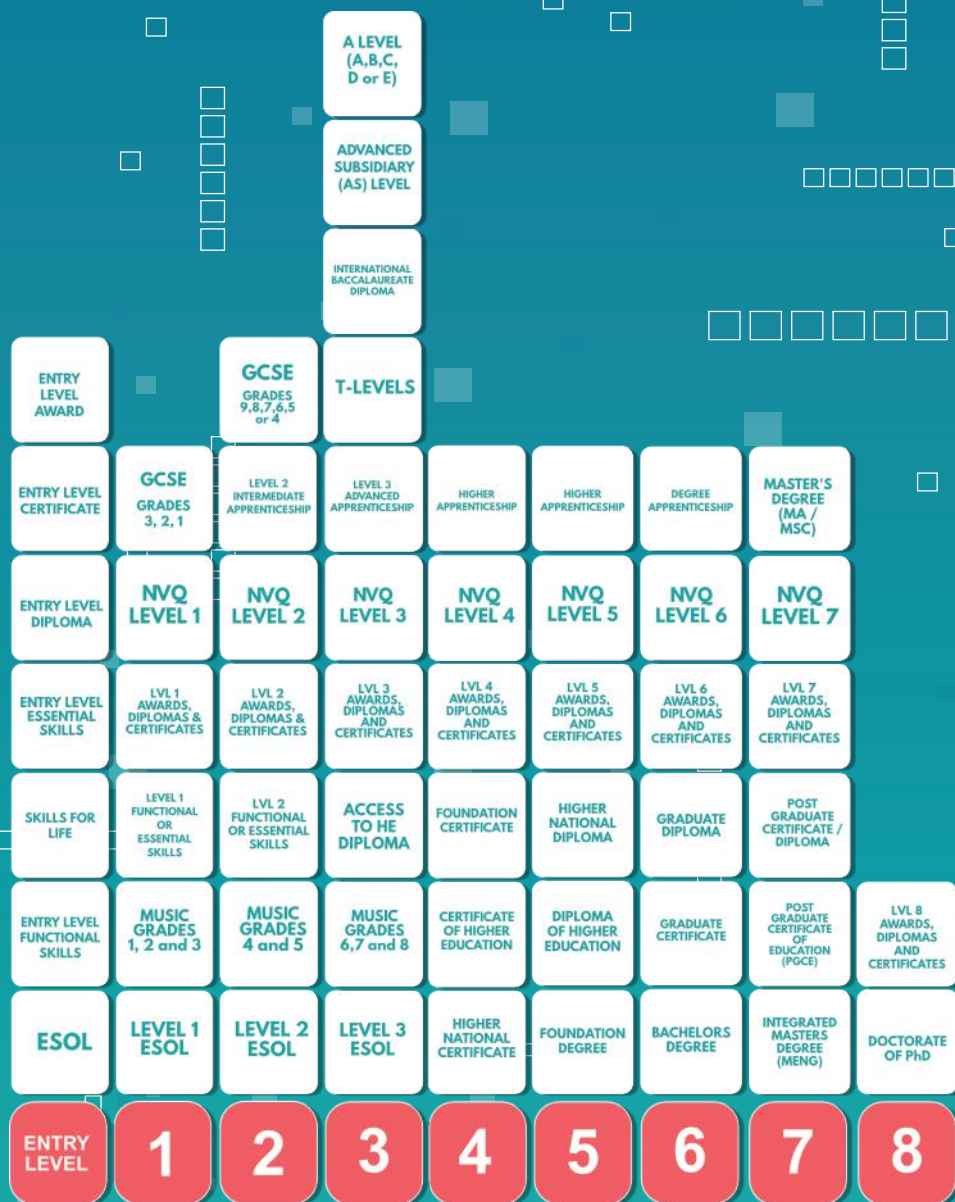 A LEVEL
(A,B,C,
D or E)
ADVANCED
SUBSIDIARY
(AS) LEVEL
INTERNATIONAL
BACCALAUREATE
DIPLOMA
ENTRY
LEVEL
AWARD
GCSE
GRADES
9,8,7,6,5
or 4
T-LEVELS
ENTRY LEVEL
CERTIFICATE
GCSE
GRADES
3, 2, 1
LEVEL 2
INTERMEDIATE
APPRENTICESHIP
LEVEL 3
ADVANCED
APPRENTICESHIP
HIGHER
APPRENTICESHIP
HIGHER
APPRENTICESHIP
DEGREE
APPRENTICESHIP
MASTER'S
DEGREE
(MA /
MSC)
ENTRY LEVEL
DIPLOMA
NVQ
LEVEL 1
NVQ
LEVEL 2
NVQ
LEVEL 3
NVQ
LEVEL 4
NVQ
LEVEL 5
NVQ
LEVEL 6
NVQ
LEVEL 7
ENTRY LEVEL
ESSENTIAL
SKILLS
LVL 1
AWARDS,
DIPLOMAS &
CERTIFICATES
LVL 2
AWARDS,
DIPLOMAS &
CERTIFICATES
LVL 3
AWARDS,
DIPLOMAS
AND
CERTIFICATES
LVL 4
AWARDS,
DIPLOMAS
AND
CERTIFICATES
LVL 5
AWARDS,
DIPLOMAS
AND
CERTIFICATES
LVL 6
AWARDS,
DIPLOMAS
AND
CERTIFICATES
LVL 7
AWARDS,
DIPLOMAS
AND
CERTIFICATES
SKILLS FOR
LIFE
LEVEL 1
FUNCTIONAL
OR
ESSENTIAL
SKILLS
LVL 2
FUNCTIONAL
OR ESSENTIAL
SKILLS
ACCESS
TO HE
DIPLOMA
FOUNDATION
CERTIFICATE
HIGHER
NATIONAL
DIPLOMA
GRADUATE
DIPLOMA
POST
GRADUATE
CERTIFICATE /
DIPLOMA
ENTRY LEVEL
FUNCTIONAL
SKILLS
MUSIC
GRADES
1, 2 and 3
MUSIC
GRADES
4 and 5
MUSIC
GRADES
6,7 and 8
CERTIFICATE
OF HIGHER
EDUCATION
DIPLOMA
OF HIGHER
EDUCATION
GRADUATE
CERTIFICATE
POST
GRADUATE
CERTIFICATE
OF
EDUCATION
(PGCE)
LVL 8
AWARDS,
DIPLOMAS
AND
CERTIFICATES
ESOL
LEVEL 1
ESOL
LEVEL 2
ESOL
LEVEL 3
ESOL
HIGHER
NATIONAL
CERTIFICATE
FOUNDATION
DEGREE
BACHELORS
DEGREE
INTEGRATED
MASTERS
DEGREE
(MENG)
DOCTORATE
OF PhD
ENTRY
LEVEL
1
2
3
4
5
6
7
8